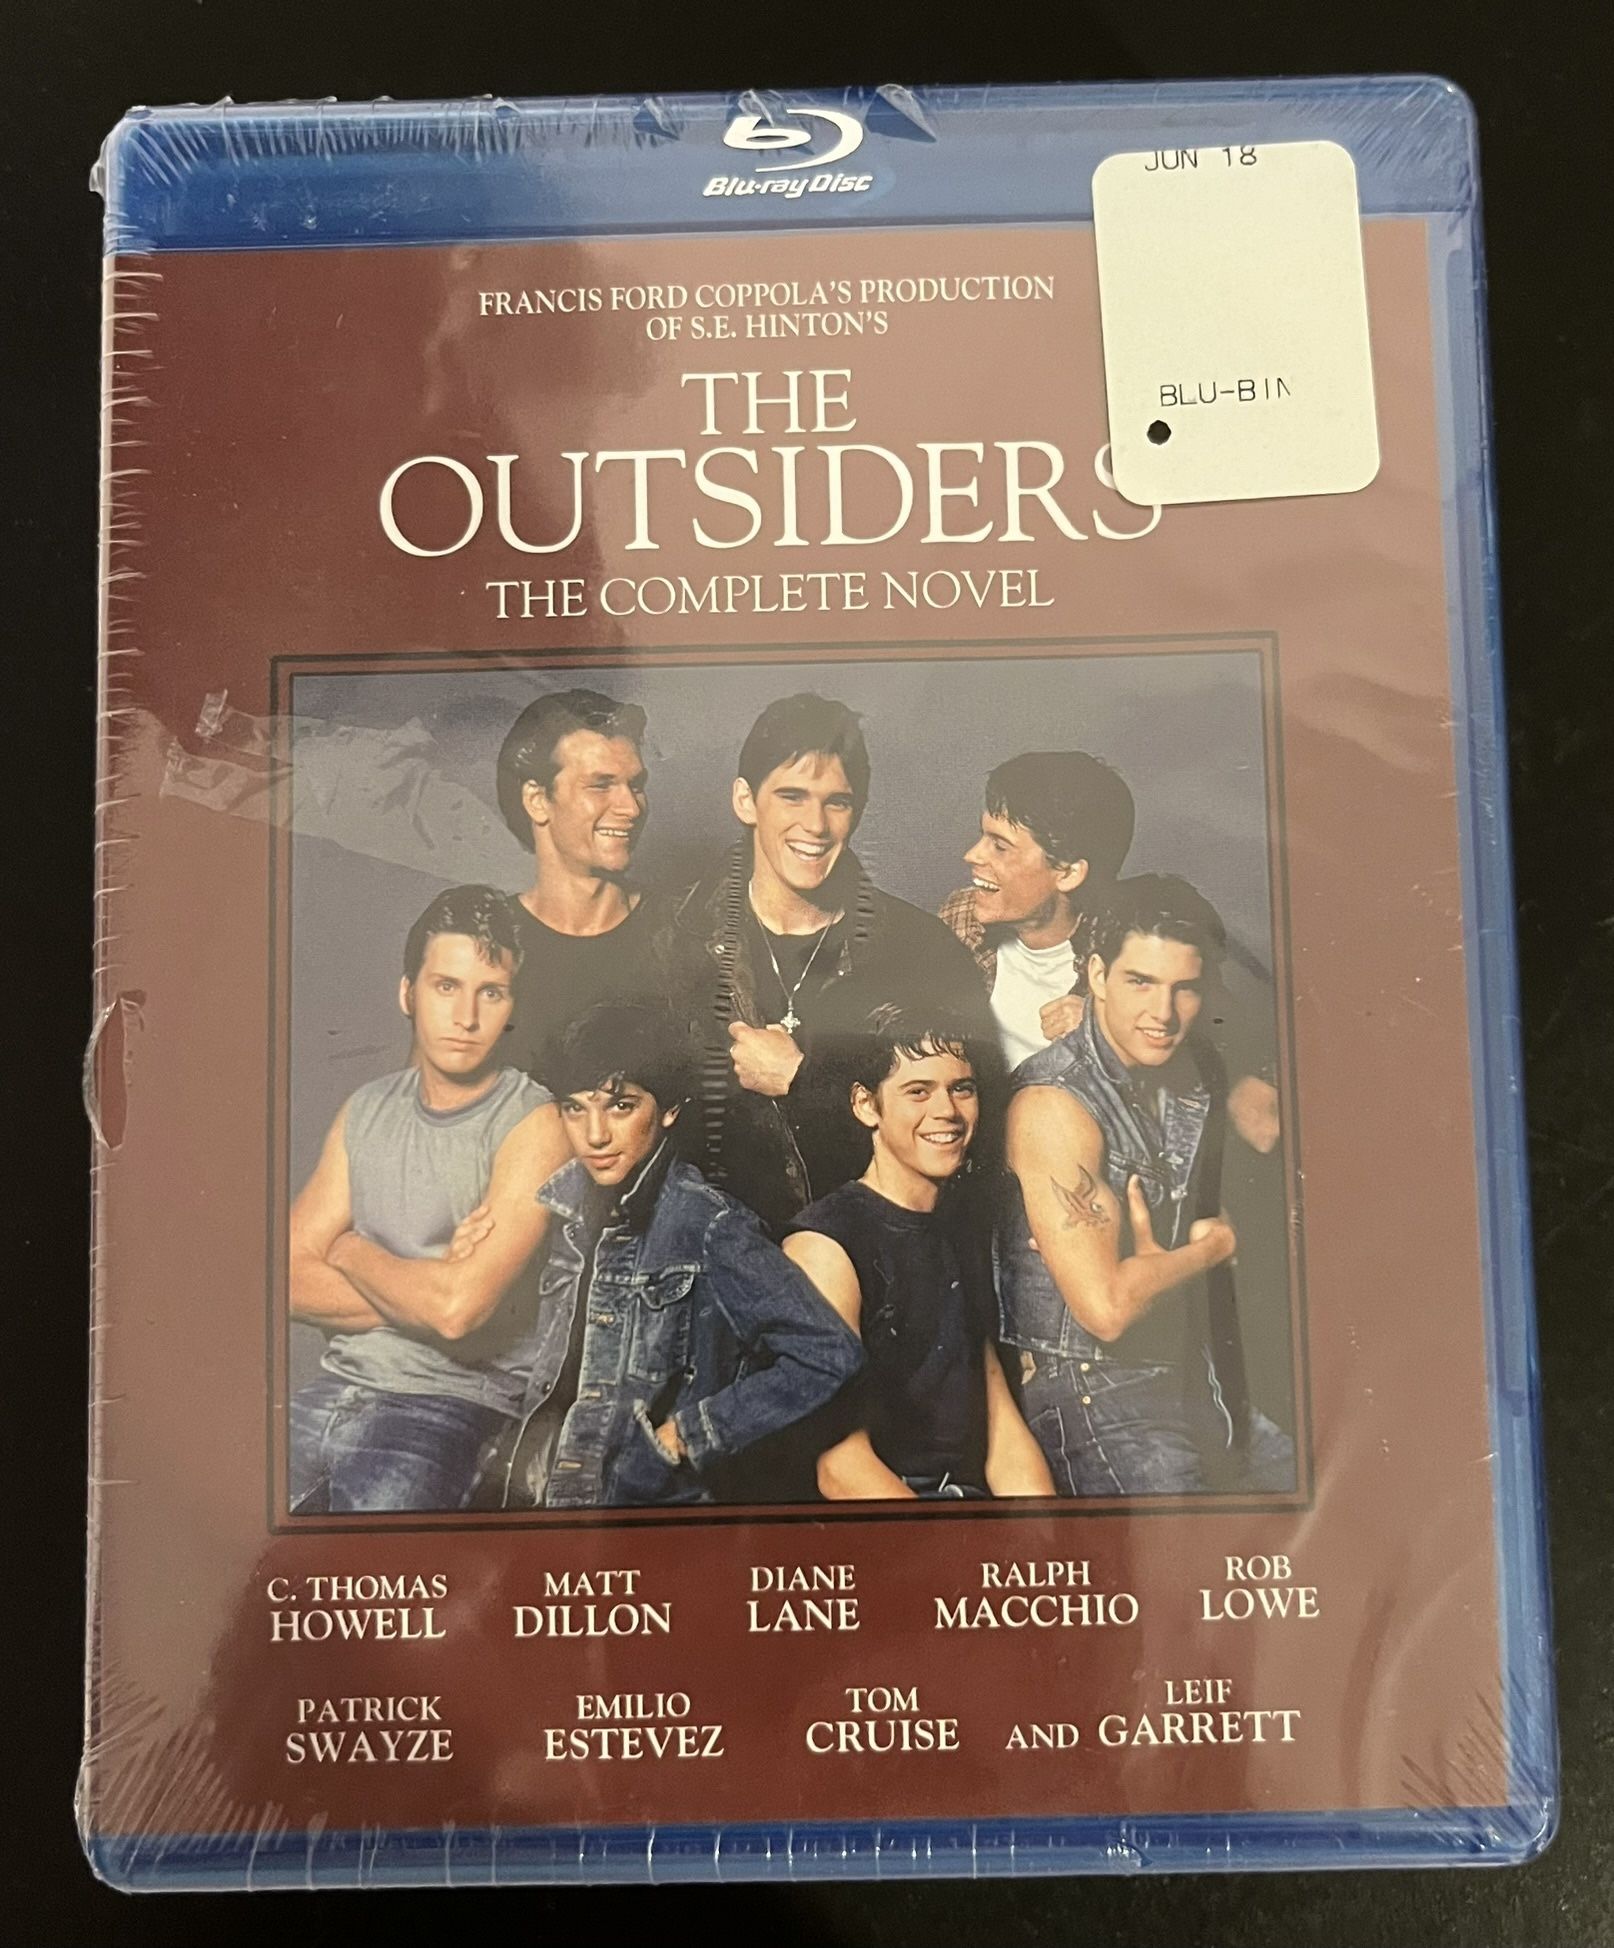 Blu-ray Disc
JUN 18
FRANCIS FORD COPPOLA'S PRODUCTION
OF S.E. HINTON'S
BLU-BIN
THE
OUTSIDERS
THE COMPLETE NOVEL
C. THOMAS HOWELL
MATT DILLON
DIANE LANE
RALPH MACCHIO
ROB LOWE
PATRICK SWAYZE
EMILIO ESTEVEZ
TOM CRUISE
AND LEIF GARRETT